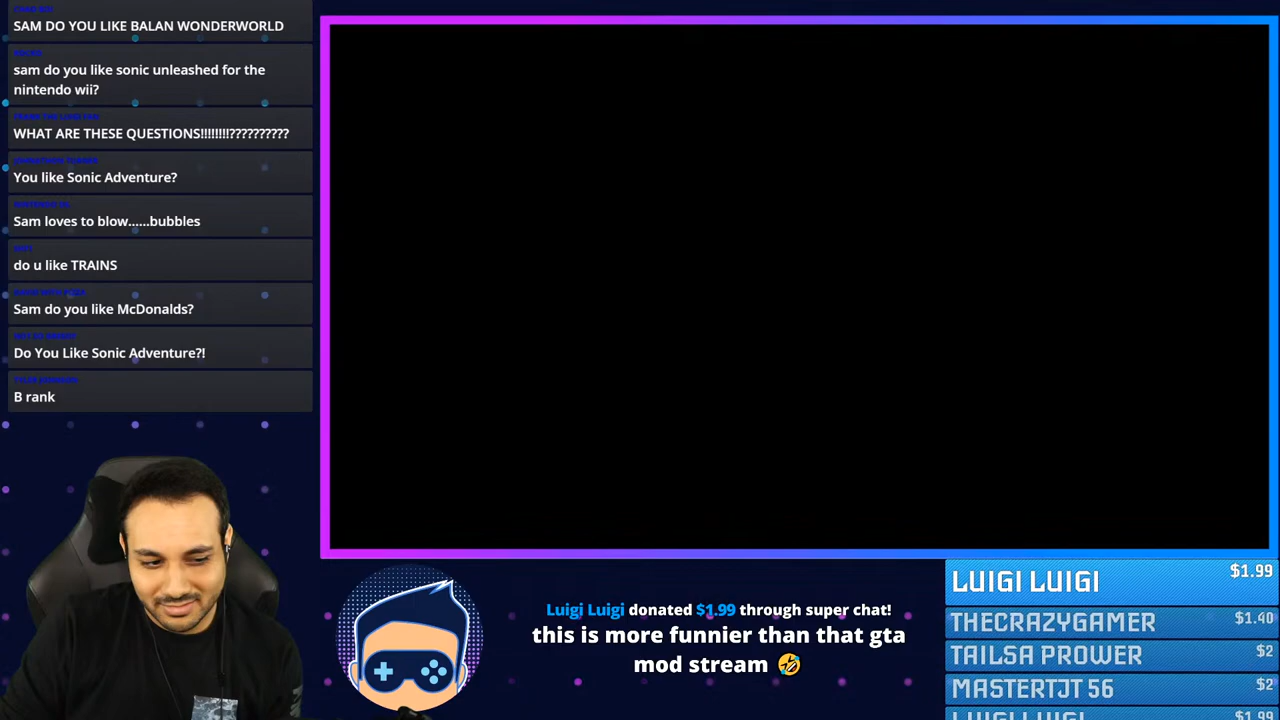 SAM DO YOU LIKE BALAN WONDERWORLD
sam do you like sonic unleashed for the
nintendo wii?
WHAT ARE THESE QUESTIONS!!!!!!!!??????????
You like Sonic Adventure?
Sam loves to blow......bubbles
do u like TRAINS
Sam do you like McDonalds?
Do You Like Sonic Adventure?!
B rank
Luigi Luigi donated $1.99 through super chat!
this is more funnier than that gta
mod stream 🤣
LUIGI LUIGI $1.99
THECRAZYGAMER $1.40
TAILSA PROWER $2
MASTERTJT 56 $2
LUIGI LUIGI $1.99